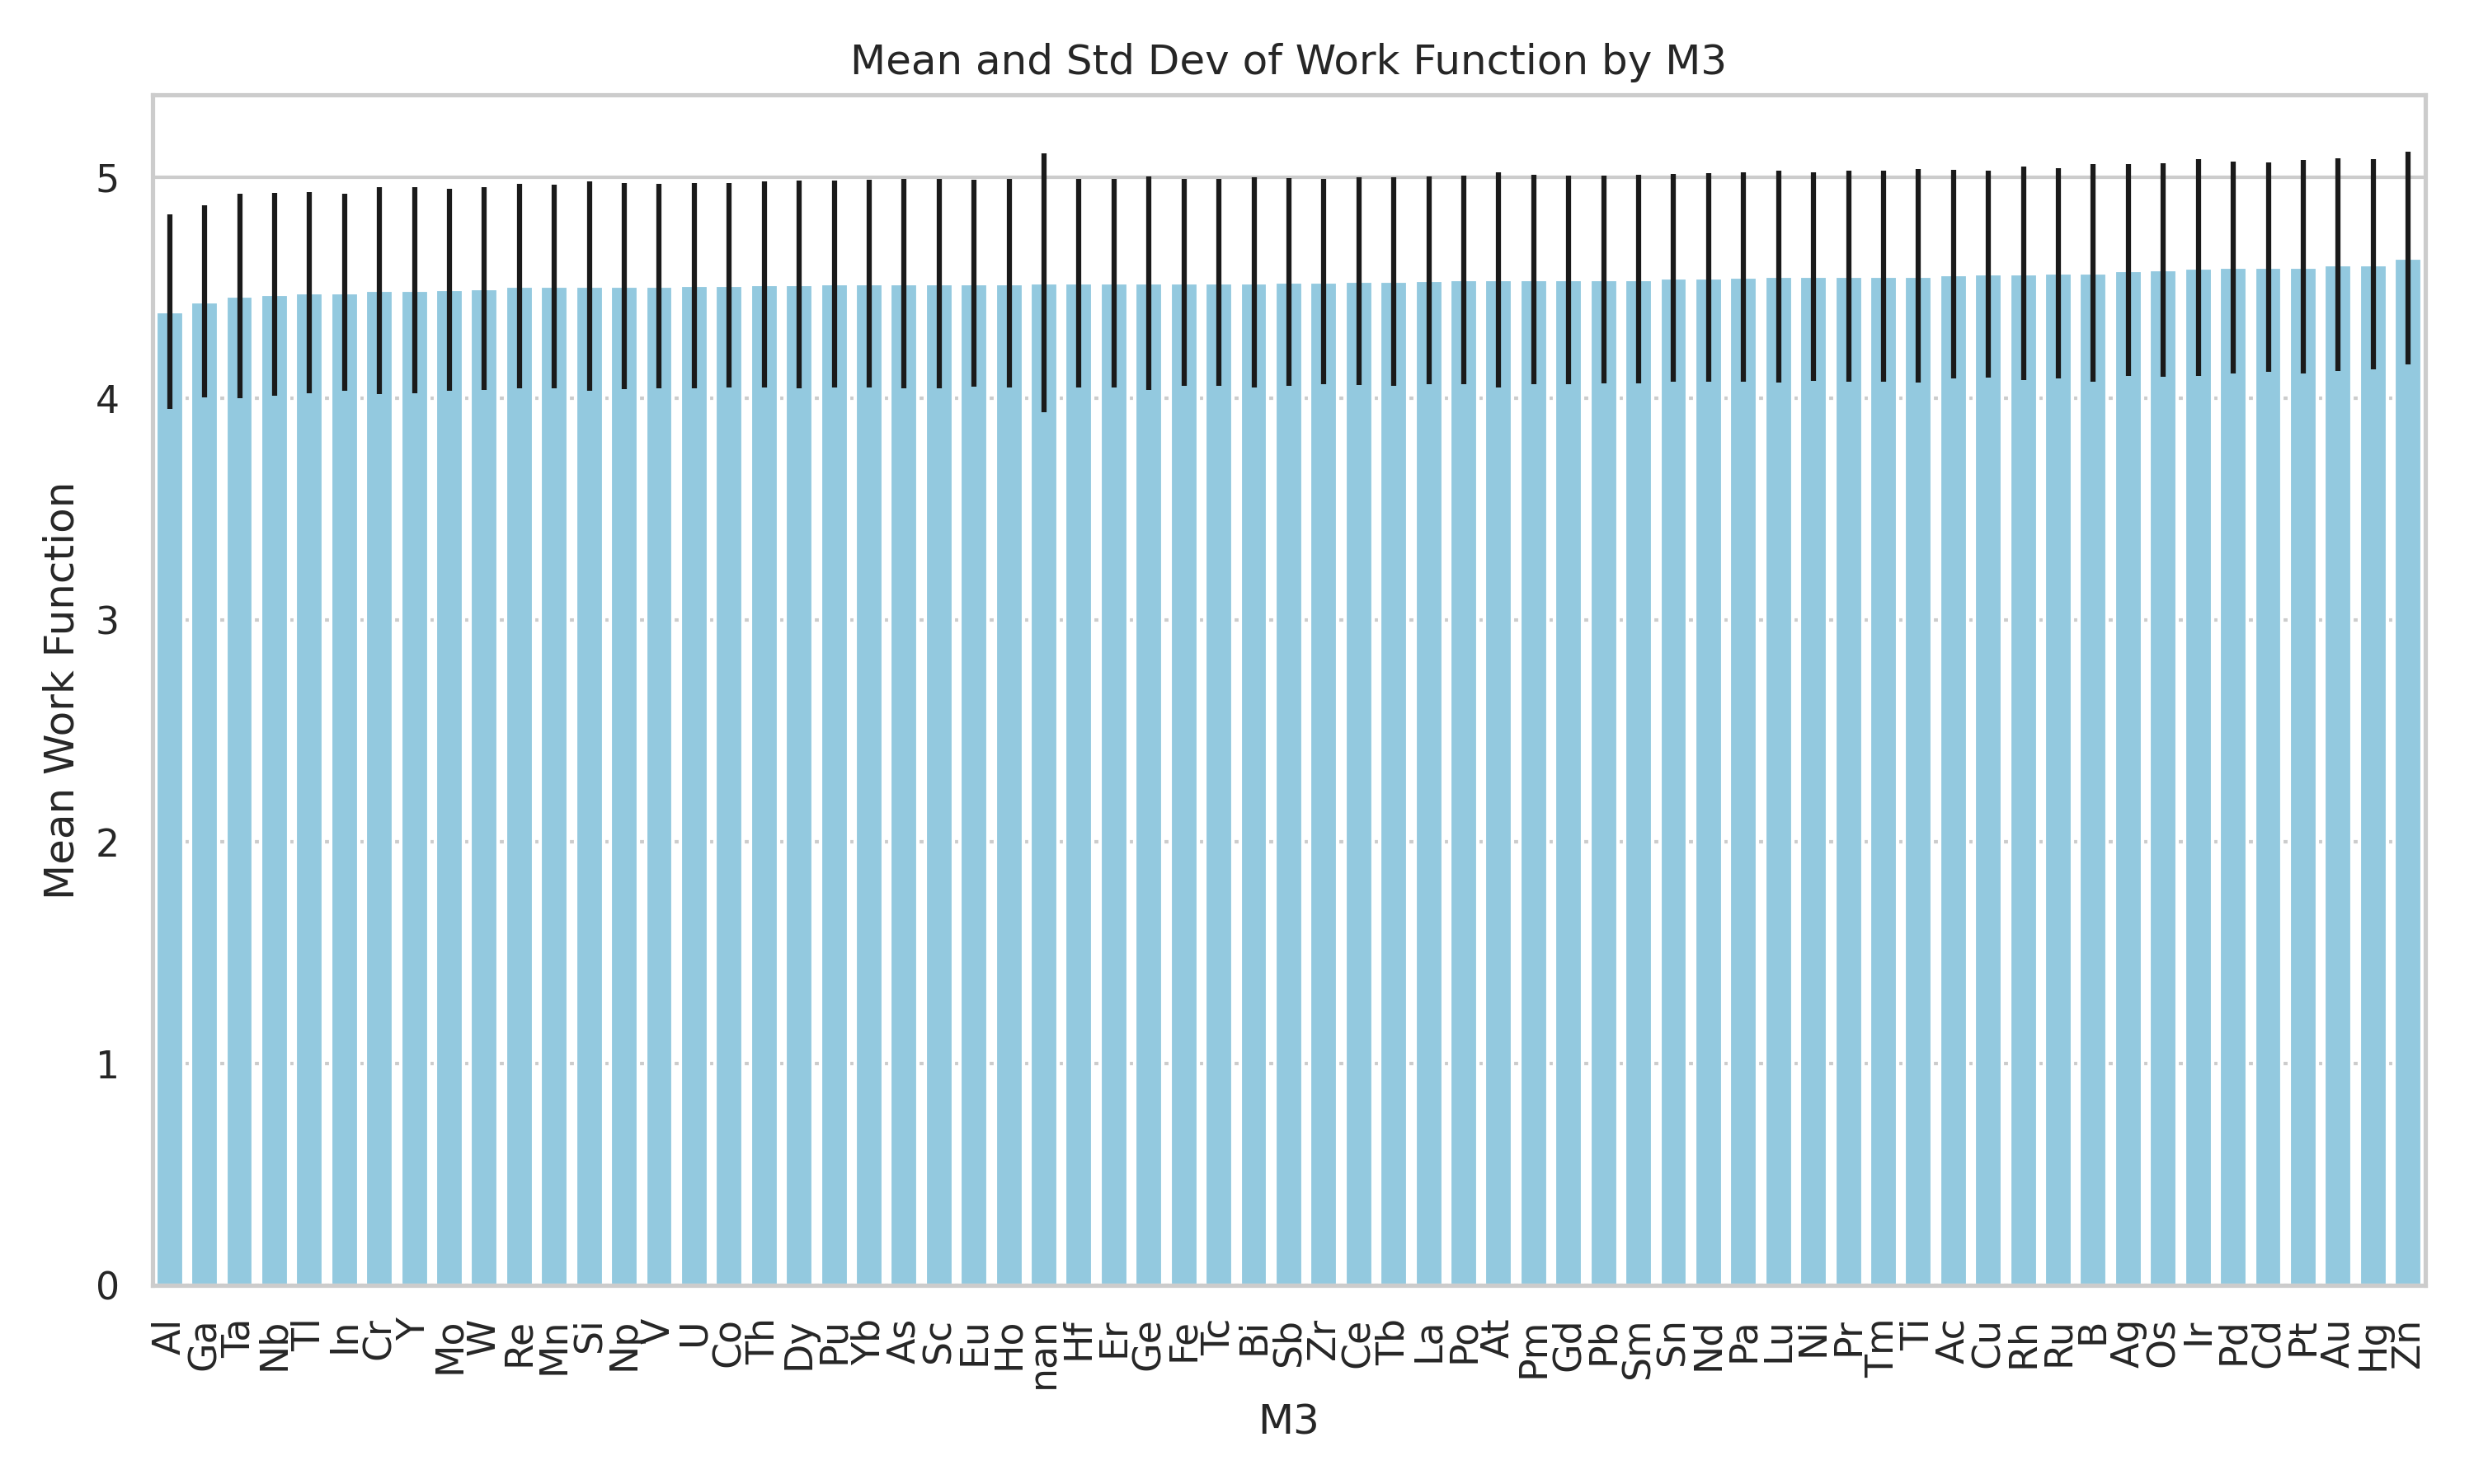 Mean and Std Dev of Work Function by M3
Mean Work Function
5
4
3
2
1
0
Al Ga Ta Nb Tl In Cr Y Mo W Re Mn Si Np V U Co Th Dy Pu Yb As Sc Eu Ho nan Hf Er Ge Fe Tc Bi Sb Zr Ce Tb La Po At Pm Gd Pb Sm Sn Nd Pa Lu Ni Pr Tm Ti Ac Cu Rh Ru B Ag Os Ir Pd Cd Pt Au Hg Zn
M3